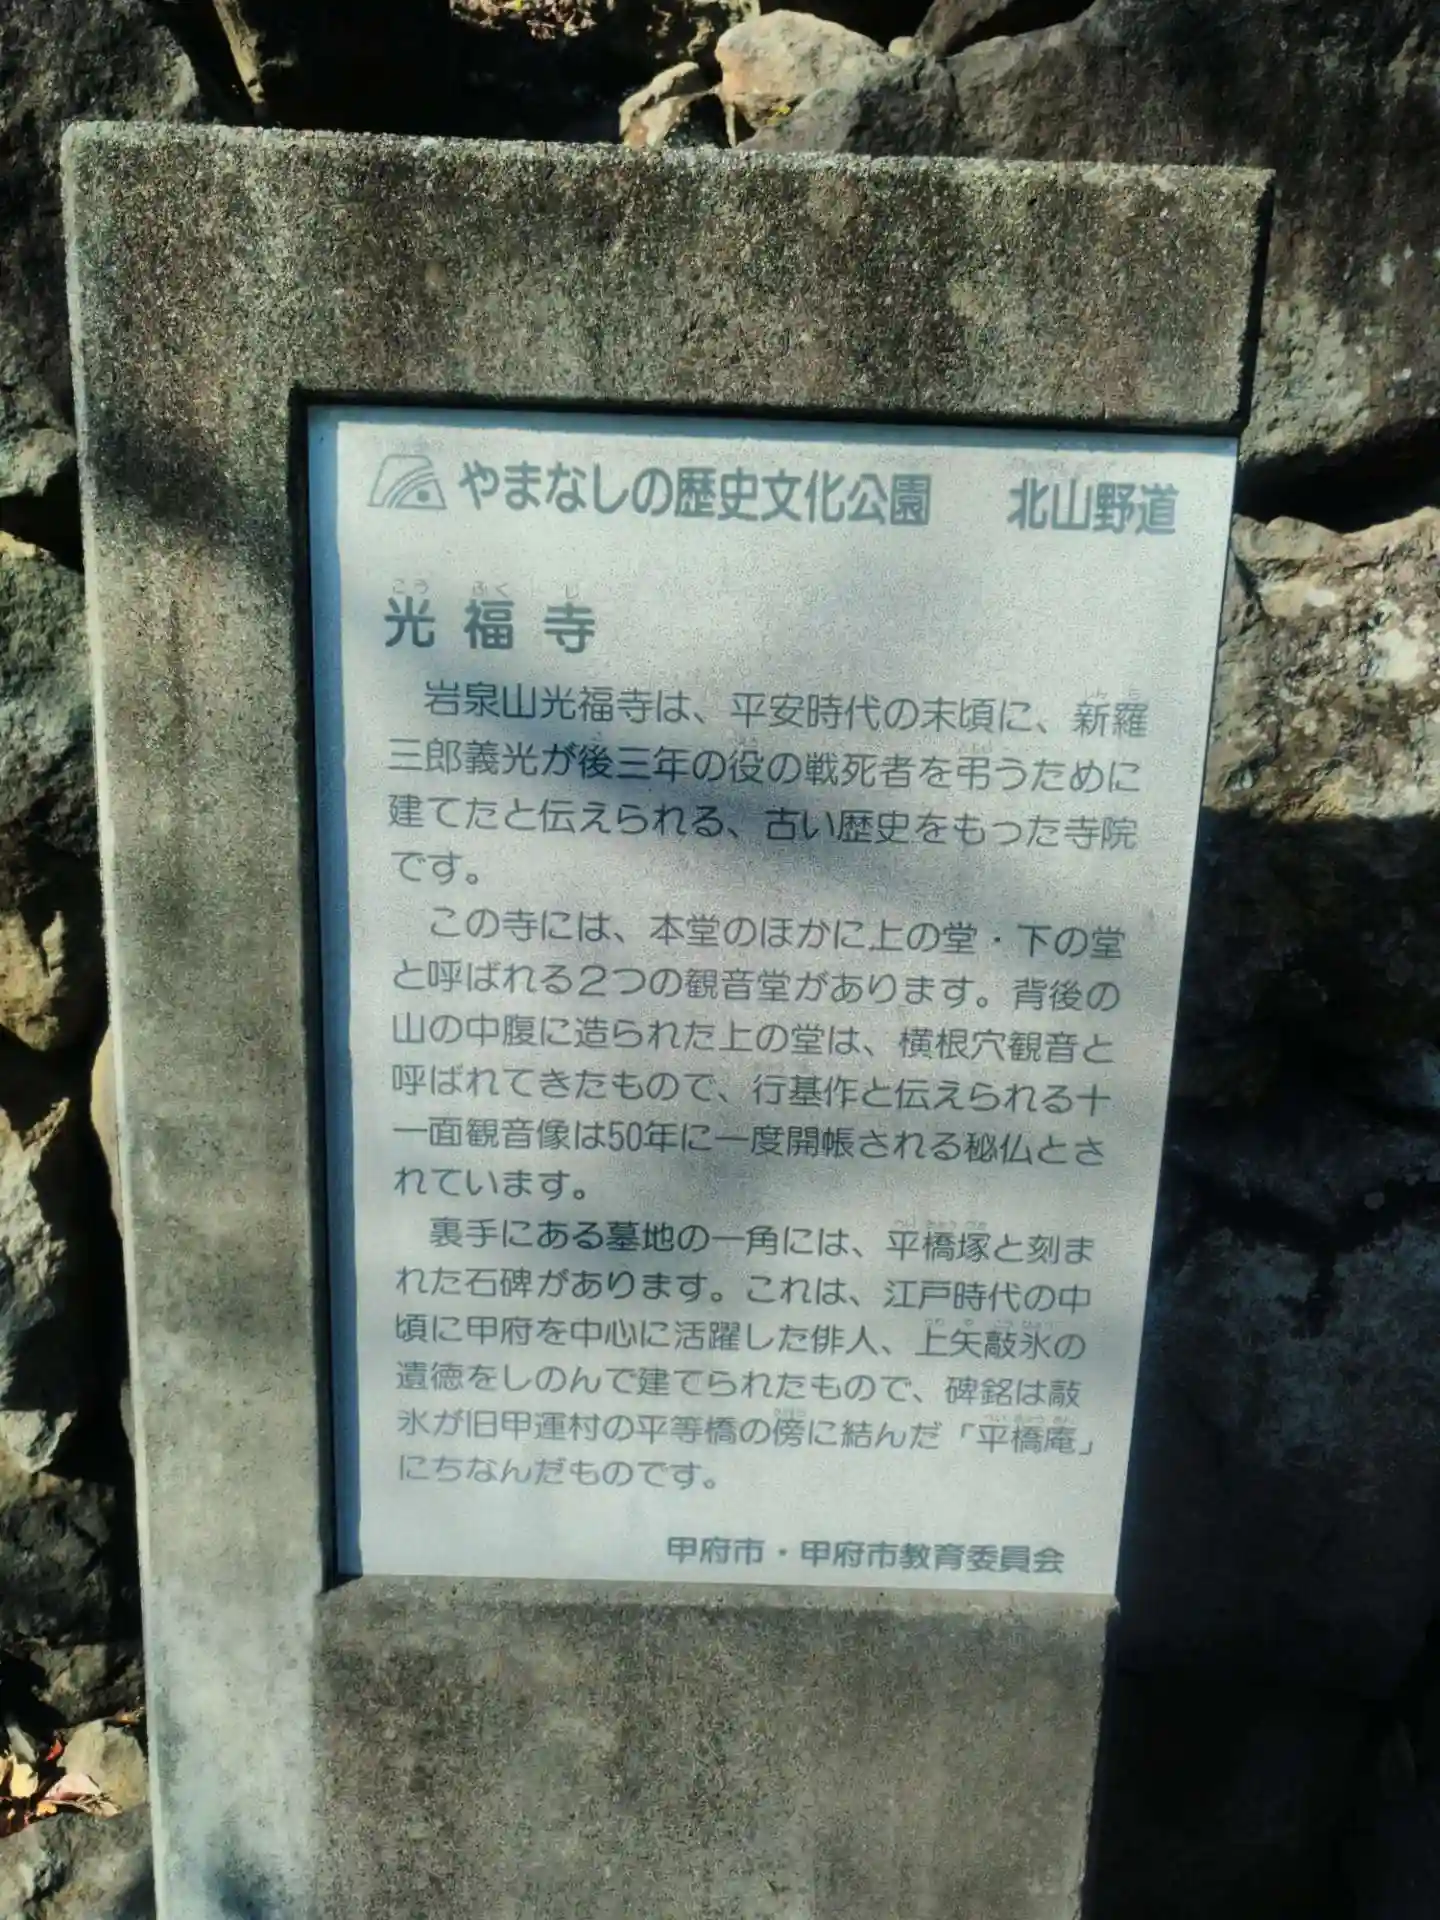 やまなしの歴史文化公園　北山野道
こう ふく じ
光福寺
岩泉山光福寺は、平安時代の末頃に、新羅
三郎義光が後三年の役の戦死者を弔うために
建てたと伝えられる、古い歴史をもった寺院
です。
この寺には、本堂のほかに上の堂・下の堂
と呼ばれる2つの観音堂があります。背後の
山の中腹に造られた上の堂は、横根穴観音と
呼ばれてきたもので、行基作と伝えられる十
一面観音像は50年に一度開帳される秘仏とさ
れています。
裏手にある墓地の一角には、平橋塚と刻ま
れた石碑があります。これは、江戸時代の中
頃に甲府を中心に活躍した俳人、上矢敲氷の
遺徳をしのんで建てられたもので、碑銘は敲
氷が旧甲運村の平等橋の傍に結んだ「平橋庵」
にちなんだものです。
甲府市・甲府市教育委員会